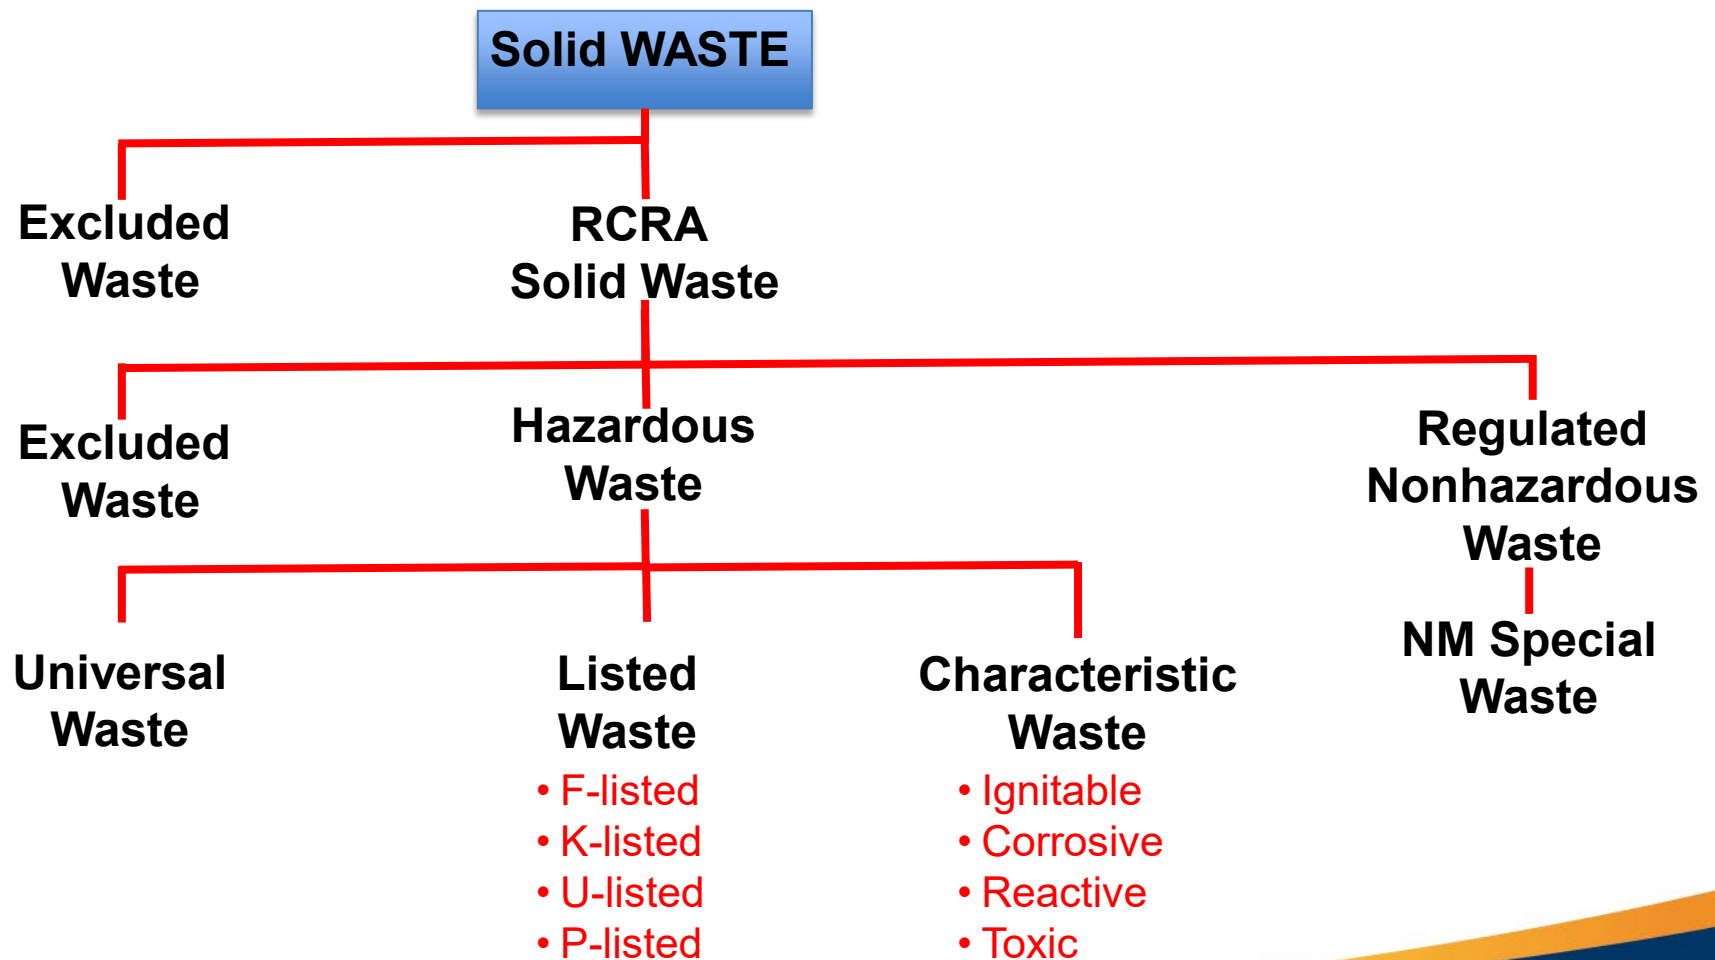 Solid WASTE
Excluded
Waste
RCRA
Solid Waste
Excluded
Waste
Hazardous
Waste
Regulated
Nonhazardous
Waste
Universal
Waste
Listed
Waste
• F-listed
• K-listed
• U-listed
• P-listed
Characteristic
Waste
• Ignitable
• Corrosive
• Reactive
• Toxic
NM Special
Waste